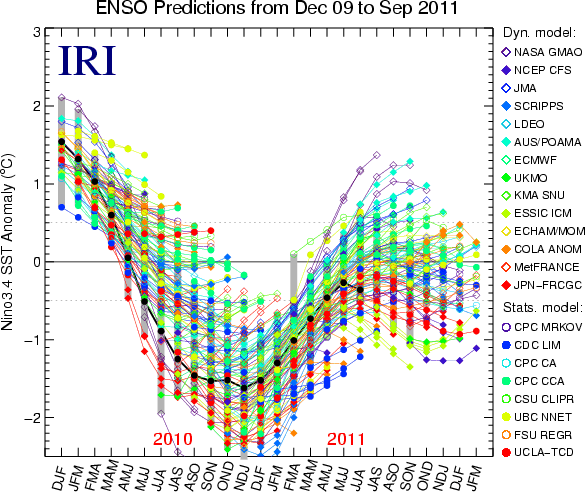 ENSO Predictions from Dec 09 to Sep 2011
IRI
Nino3.4 SST Anomaly (°C)
3
2
1
0
−1
−2
2010
2011
DJF JFM FMA MAM AMJ MJJ JJA JAS ASO SON OND NDJ DJF JFM FMA MAM AMJ MJJ JJA JAS ASO SON OND NDJ DJF JFM
Dyn. model:
NASA GMAO
NCEP CFS
JMA
SCRIPPS
LDEO
AUS/POAMA
ECMWF
UKMO
KMA SNU
ESSIC ICM
ECHAM/MOM
COLA ANOM
MetFRANCE
JPN−FRCGC
Stats. model:
CPC MRKOV
CDC LIM
CPC CA
CPC CCA
CSU CLIPR
UBC NNET
FSU REGR
UCLA−TCD